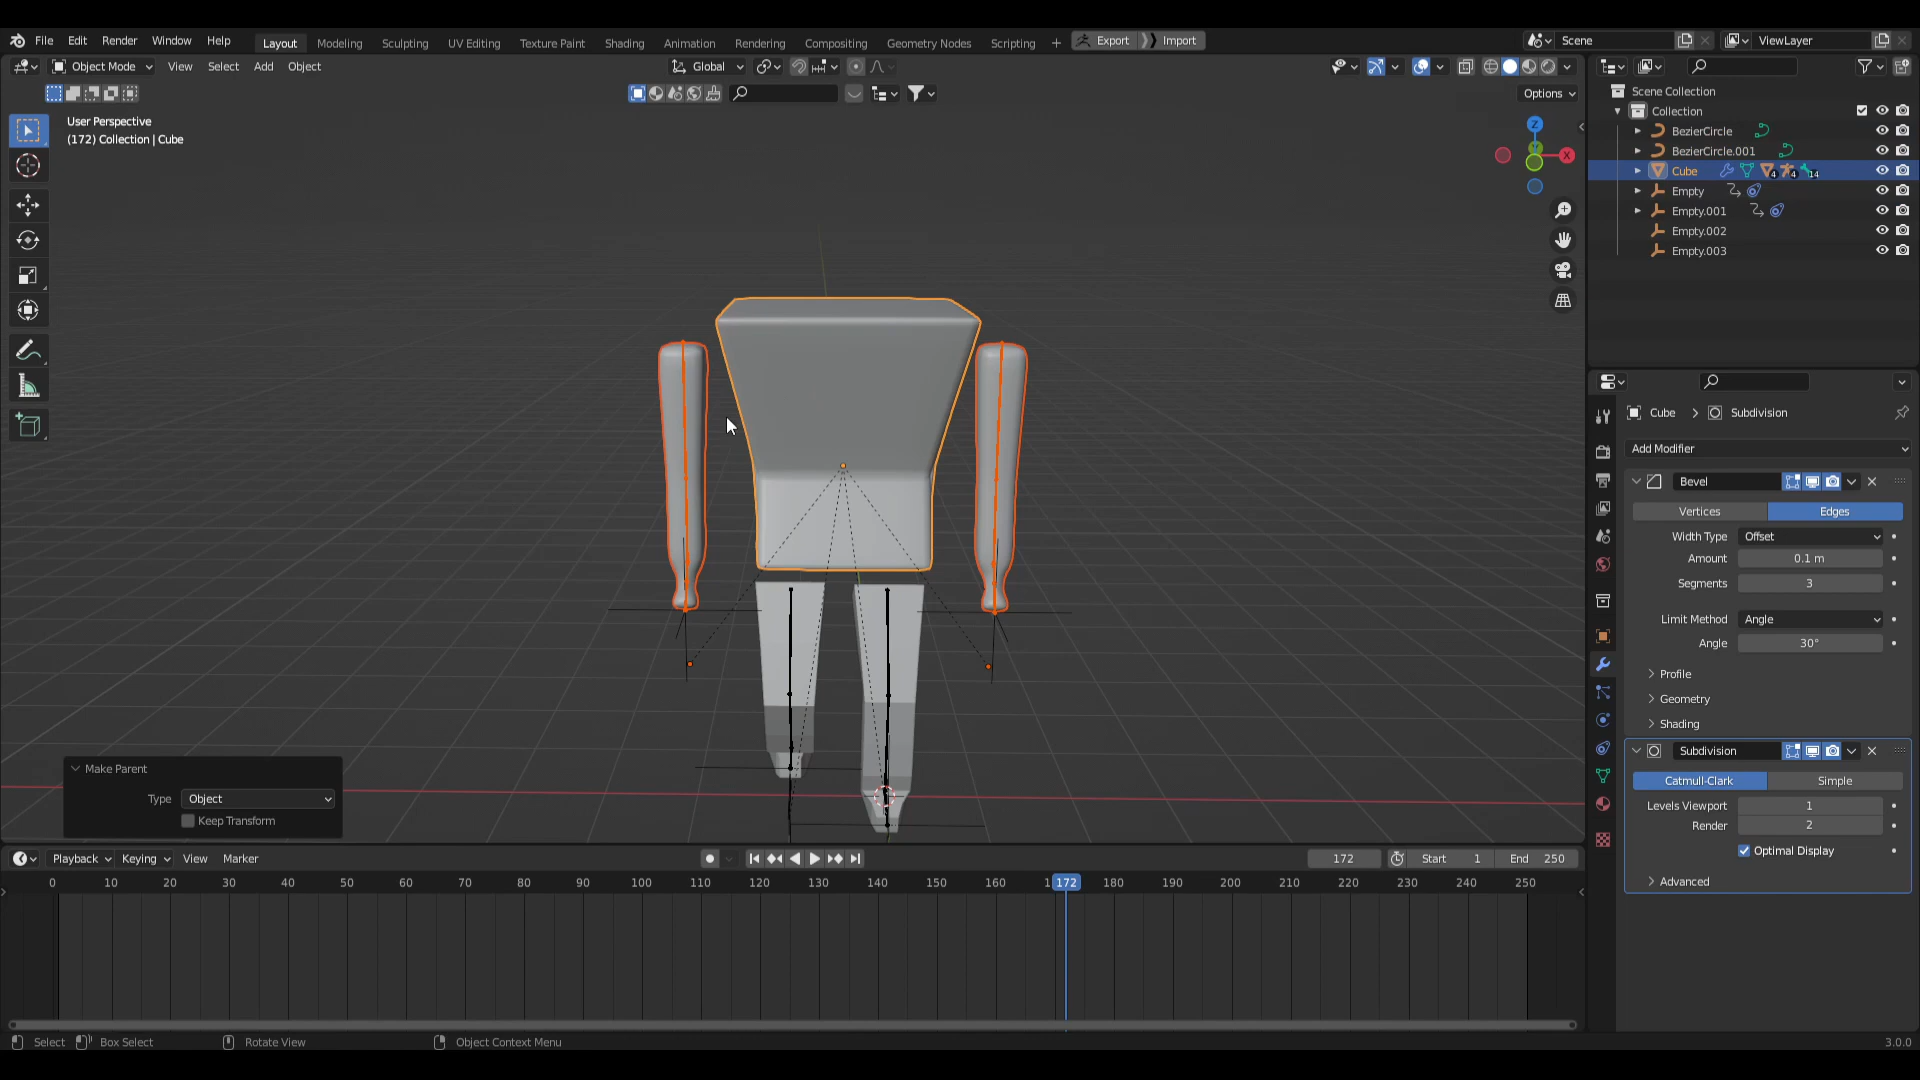 File Edit Render Window Help Layout Modeling Sculpting UV Editing Texture Paint Shading Animation Rendering Compositing Geometry Nodes Scripting + Export Import Scene ViewLayer
Object Mode View Select Add Object Global
Options
User Perspective
(172) Collection | Cube
Z
X
Scene Collection
Collection
BezierCircle
BezierCircle.001
Cube 4 4 14
Empty
Empty.001
Empty.002
Empty.003
Cube > Subdivision
Add Modifier
Bevel
Vertices Edges
Width Type Offset
Amount 0.1 m
Segments 3
Limit Method Angle
Angle 30°
Profile
Geometry
Shading
Subdivision
Catmull-Clark Simple
Levels Viewport 1
Render 2
Optimal Display
Advanced
Make Parent
Type Object
Keep Transform
Playback Keying View Marker 172 Start 1 End 250
0 10 20 30 40 50 60 70 80 90 100 110 120 130 140 150 160 1 172 180 190 200 210 220 230 240 250
Select Box Select Rotate View Object Context Menu 3.0.0